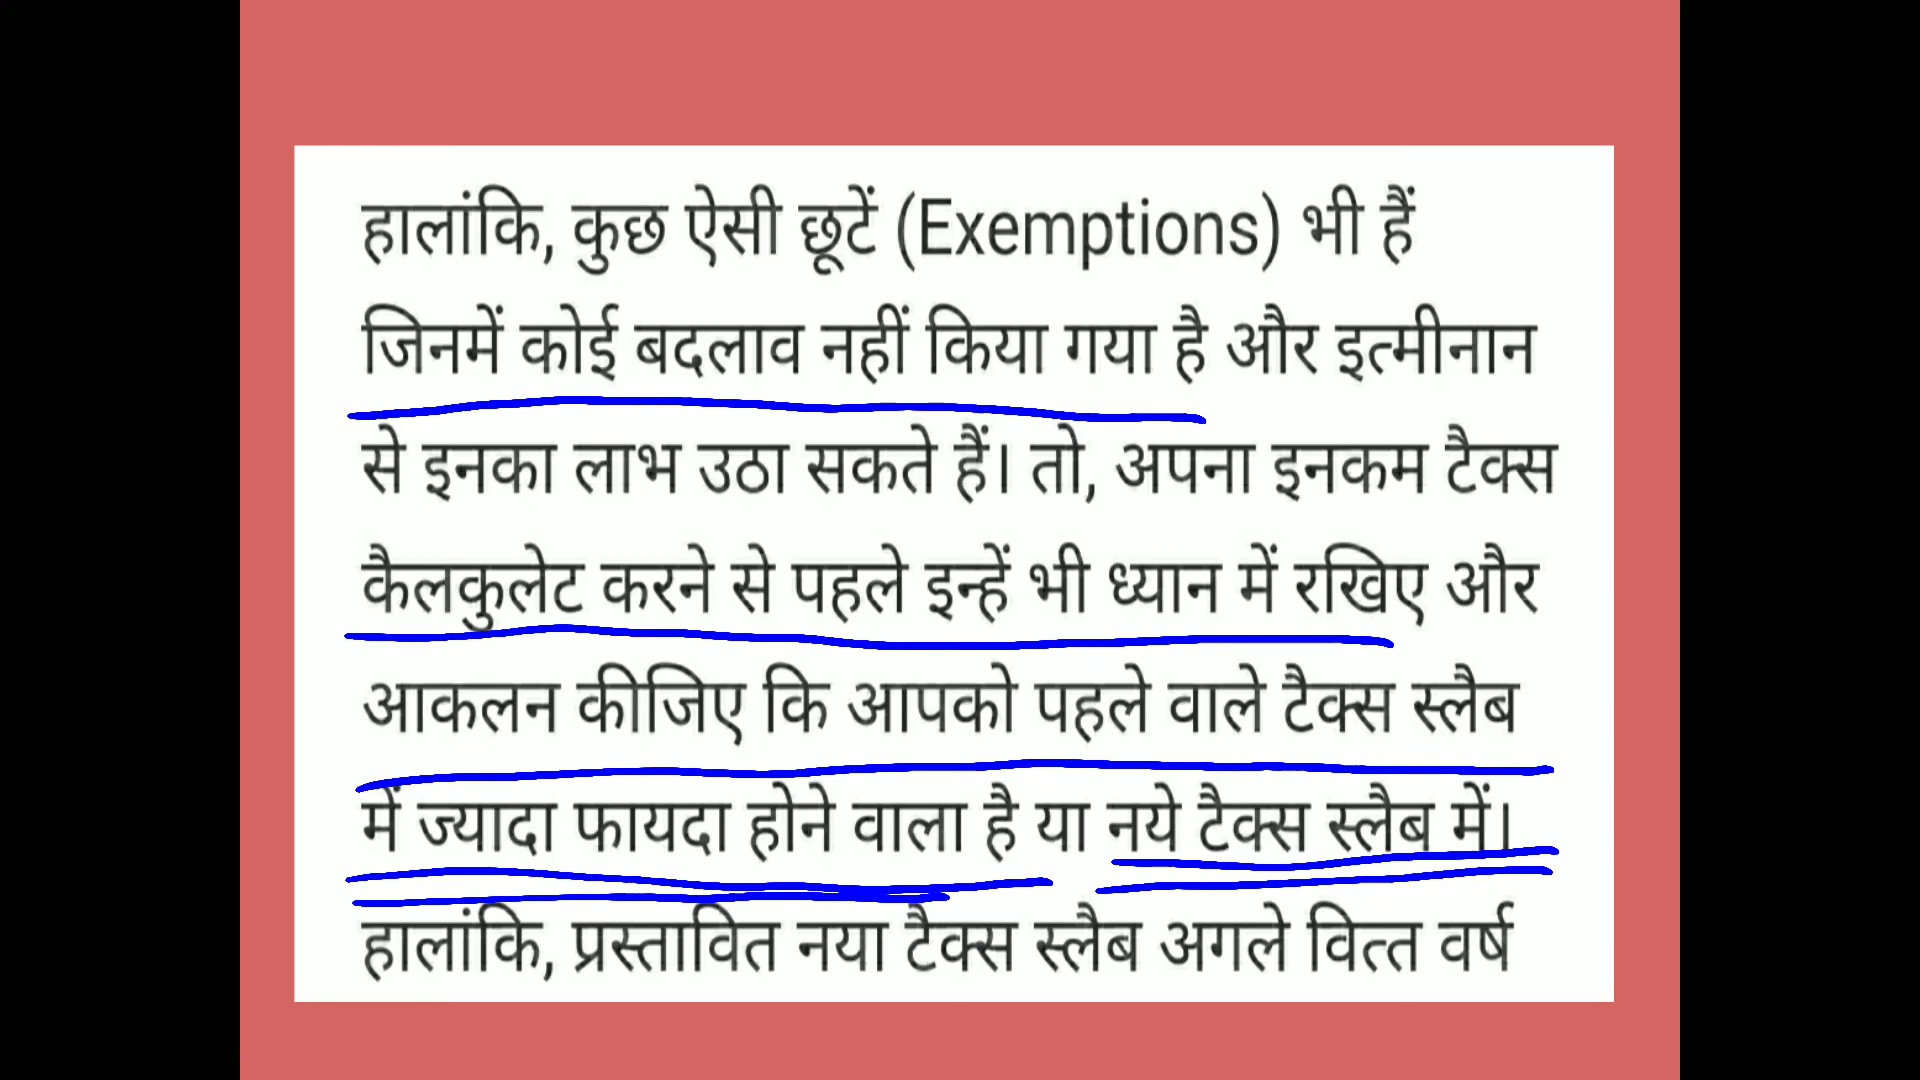 हालांकि, कुछ ऐसी छूटें (Exemptions) भी हैं
जिनमें कोई बदलाव नहीं किया गया है और इत्मीनान
से इनका लाभ उठा सकते हैं। तो, अपना इनकम टैक्स
कैलकुलेट करने से पहले इन्हें भी ध्यान में रखिए और
आकलन कीजिए कि आपको पहले वाले टैक्स स्लैब
में ज्यादा फायदा होने वाला है या नये टैक्स स्लैब में।
हालांकि, प्रस्तावित नया टैक्स स्लैब अगले वित्त वर्ष